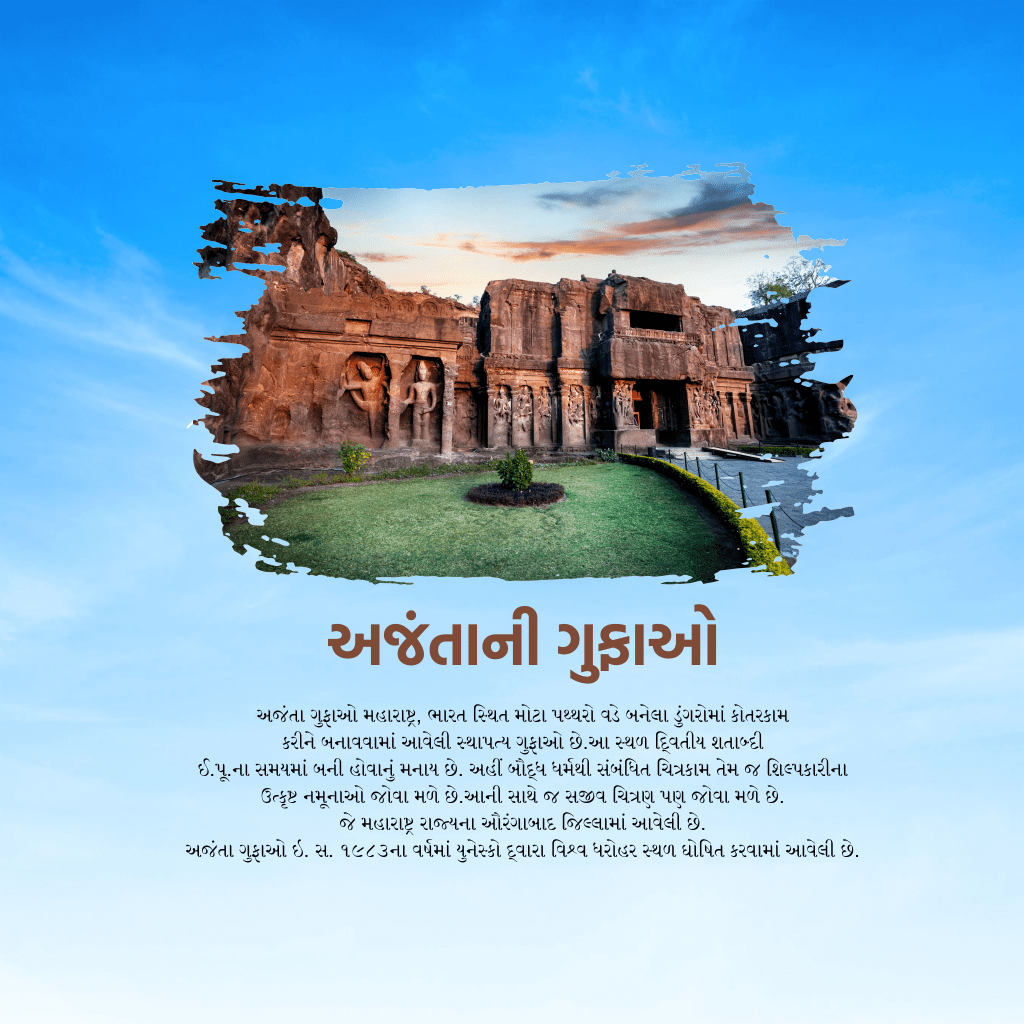 અજંતાની ગુફાઓ
અજંતા ગુફાઓ મહારાષ્ટ્ર, ભારત સ્થિત મોટા પથ્થરો વડે બનેલા ડુંગરોમાં કોતરકામ
કરીને બનાવવામાં આવેલી સ્થાપત્ય ગુફાઓ છે.આ સ્થળ દ્વિતીય શતાબ્દી
ઈ.પૂ.ના સમયમાં બની હોવાનું મનાય છે. અહીં બૌદ્ધ ધર્મથી સંબંધિત ચિત્રકામ તેમ જ શિલ્પકારીના
ઉત્કૃષ્ટ નમૂનાઓ જોવા મળે છે.આની સાથે જ સજીવ ચિત્રણ પણ જોવા મળે છે.
જે મહારાષ્ટ્ર રાજ્યના ઔરંગાબાદ જિલ્લામાં આવેલી છે.
અજંતા ગુફાઓ ઇ. સ. ૧૯૮૩ના વર્ષમાં યુનેસ્કો દ્વારા વિશ્વ ધરોહર સ્થળ ઘોષિત કરવામાં આવેલી છે.